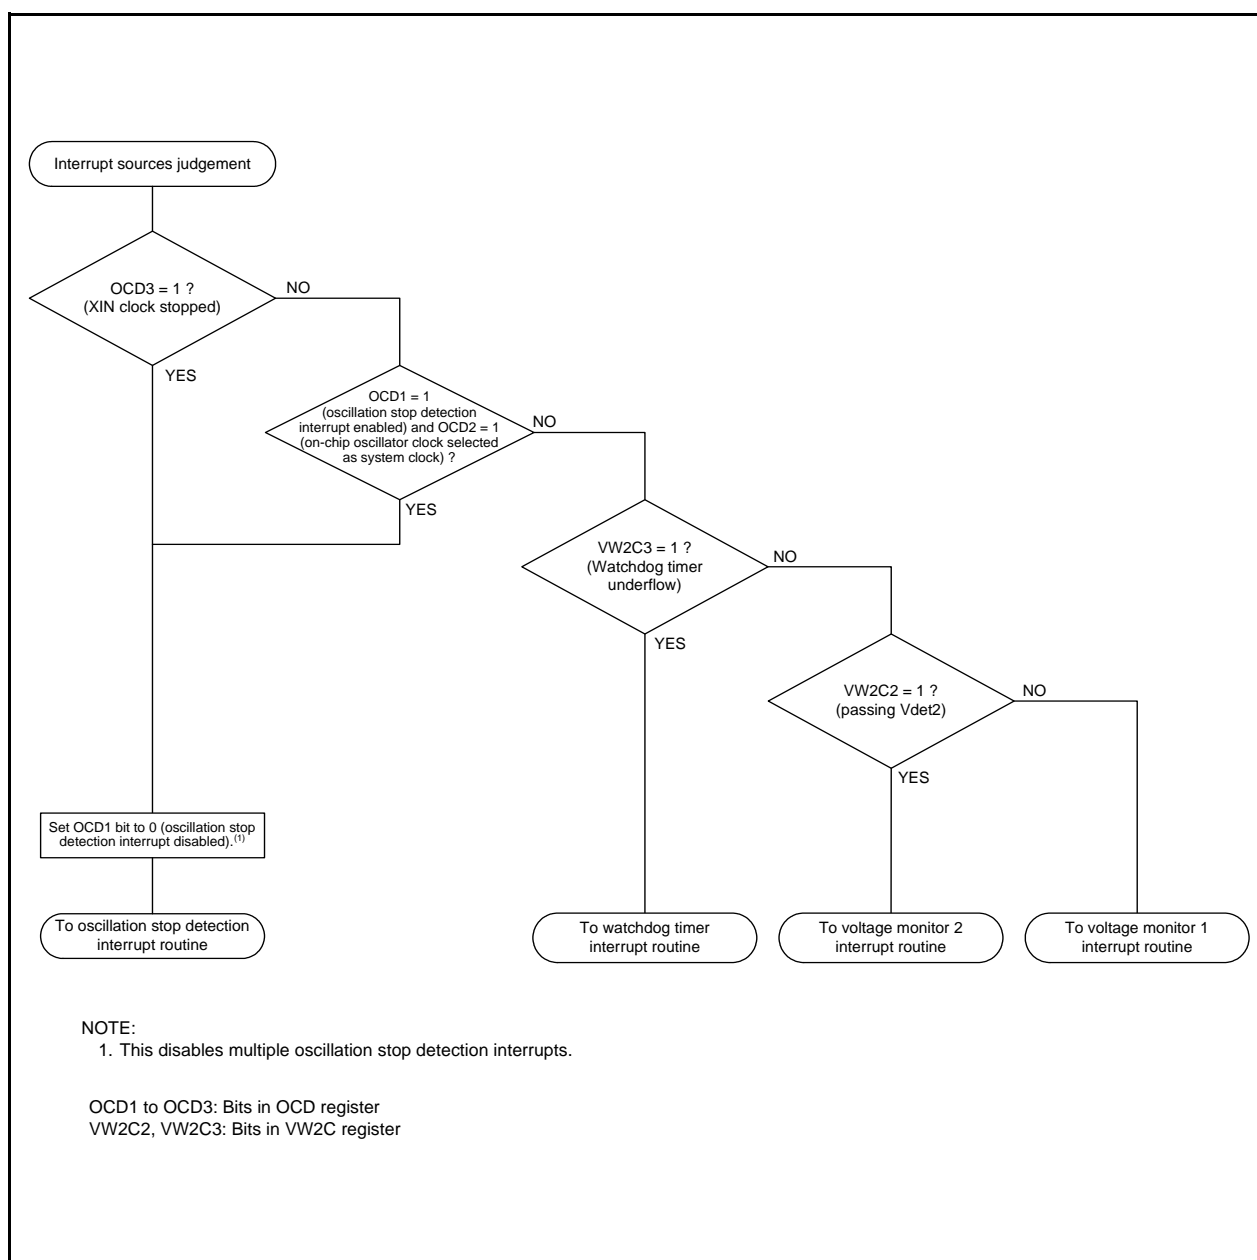 Interrupt sources judgement
OCD3 = 1 ?
(XIN clock stopped)
NO
YES
OCD1 = 1
(oscillation stop detection
interrupt enabled) and OCD2 = 1
(on-chip oscillator clock selected
as system clock) ?
NO
YES
VW2C3 = 1 ?
(Watchdog timer
underflow)
NO
YES
VW2C2 = 1 ?
(passing Vdet2)
NO
YES
Set OCD1 bit to 0 (oscillation stop
detection interrupt disabled).(1)
To oscillation stop detection
interrupt routine
To watchdog timer
interrupt routine
To voltage monitor 2
interrupt routine
To voltage monitor 1
interrupt routine
NOTE:
1. This disables multiple oscillation stop detection interrupts.
OCD1 to OCD3: Bits in OCD register
VW2C2, VW2C3: Bits in VW2C register